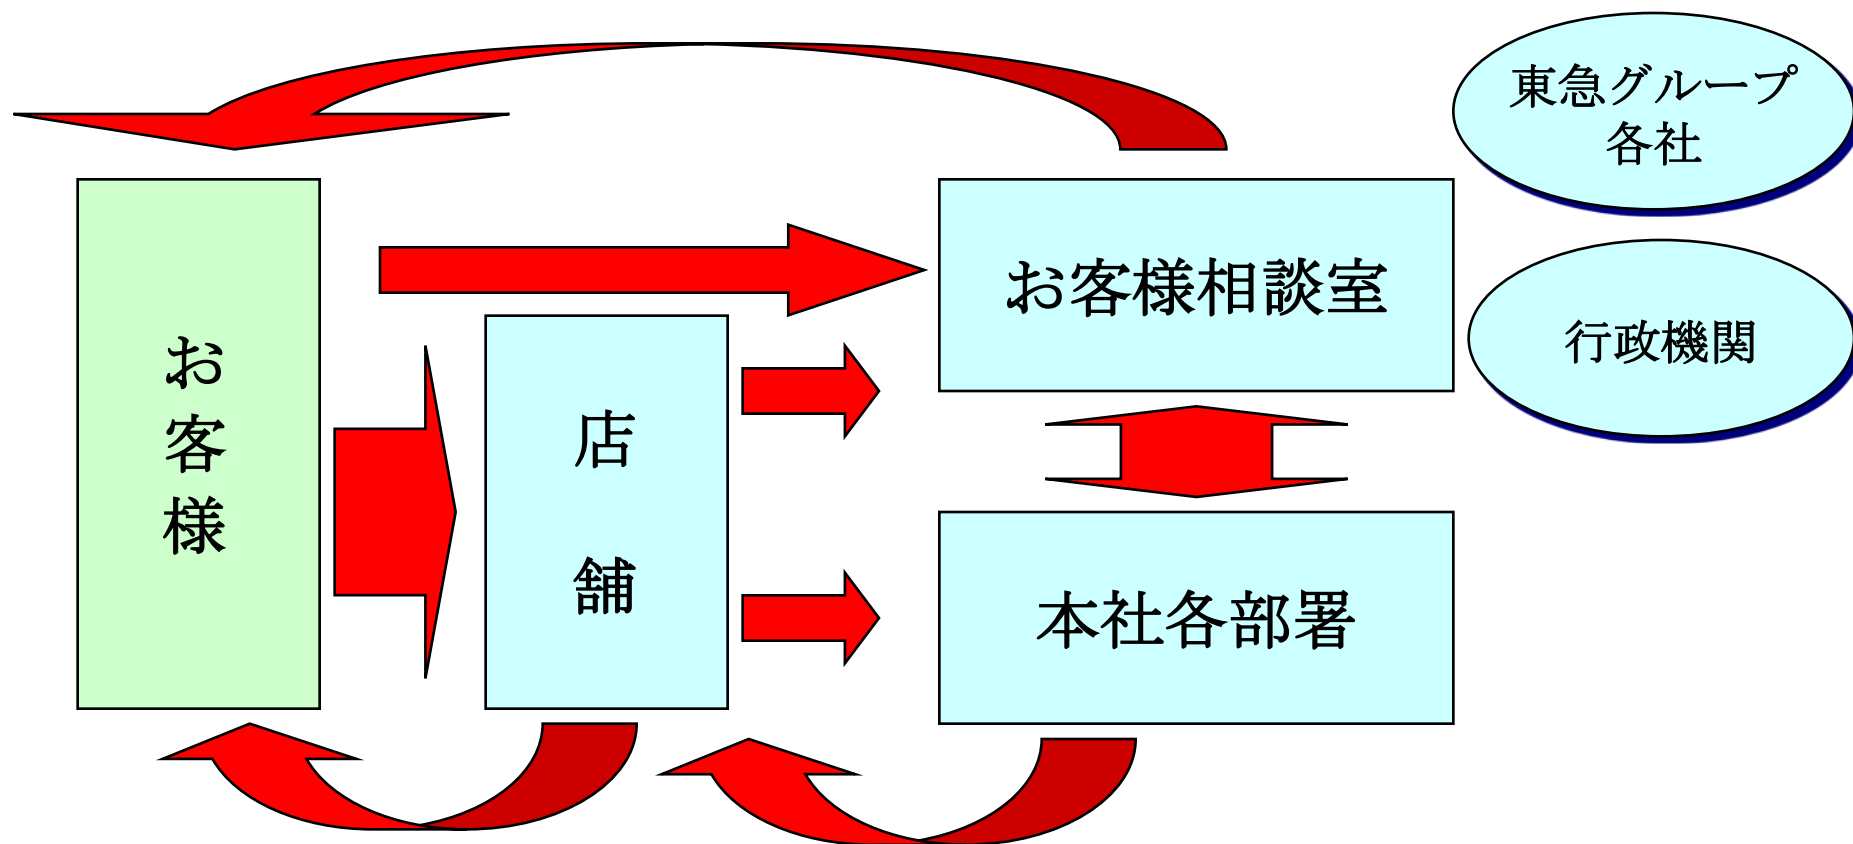 東急グループ
各社
お客様相談室
行政機関
お客様
店舗
本社各部署